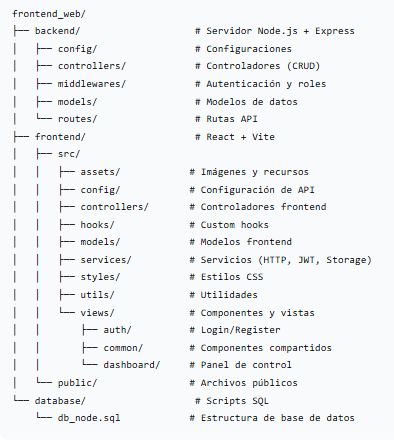 frontend_web/
├── backend/                    # Servidor Node.js + Express
│   ├── config/                 # Configuraciones
│   ├── controllers/            # Controladores (CRUD)
│   ├── middlewares/            # Autenticación y roles
│   ├── models/                 # Modelos de datos
│   └── routes/                 # Rutas API
├── frontend/                   # React + Vite
│   ├── src/
│   │   ├── assets/            # Imágenes y recursos
│   │   ├── config/            # Configuración de API
│   │   ├── controllers/       # Controladores frontend
│   │   ├── hooks/             # Custom hooks
│   │   ├── models/            # Modelos frontend
│   │   ├── services/          # Servicios (HTTP, JWT, Storage)
│   │   ├── styles/            # Estilos CSS
│   │   ├── utils/             # Utilidades
│   │   └── views/             # Componentes y vistas
│   │       ├── auth/          # Login/Register
│   │       ├── common/        # Componentes compartidos
│   │       └── dashboard/     # Panel de control
│   └── public/                # Archivos públicos
└── database/                   # Scripts SQL
    └── db_node.sql            # Estructura de base de datos